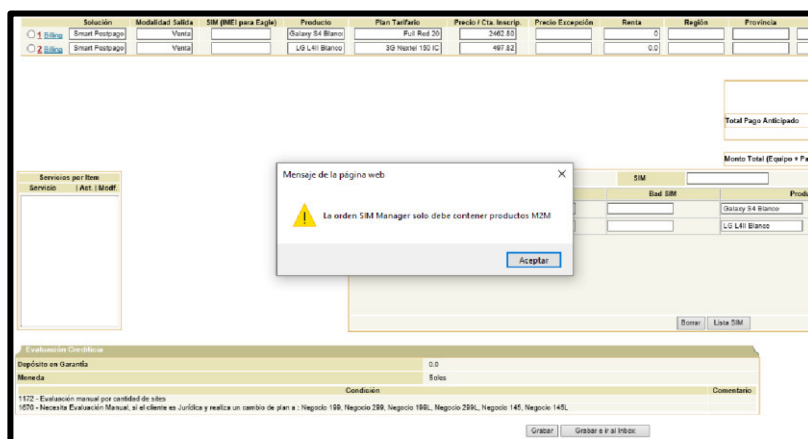 Solución Modalidad Salida SIM (IMEI para Eagle) Producto Plan Tarifario Precio / Cta. Inscrip. Precio Excepción Renta Región Provincia
1 Billing Smart Postpago Venta Galaxy S4 Blanco Full Red 20 2462.50 0
2 Billing Smart Postpago Venta LG L4II Blanco 3G Nextel 150 IC 497.82 0.0
Total Pago Anticipado
Monto Total (Equipo + Pa
Servicios por Item
Servicio | Act. | Modf.
SIM
Bad SIM Produ
Galaxy S4 Blanco
LG L4II Blanco
Mensaje de la página web
La orden SIM Manager solo debe contener productos M2M
Aceptar
Borrar Lista SIM
Evaluación Crediticia
Depósito en Garantía 0.0
Moneda Soles
Condición Comentario
1172 - Evaluación manual por cantidad de sites
1670 - Necesita Evaluación Manual, si el cliente es Jurídica y realiza un cambio de plan a : Negocio 199, Negocio 299, Negocio 199L, Negocio 299L, Negocio 145, Negocio 145L
Grabar Grabar e ir al Inbox